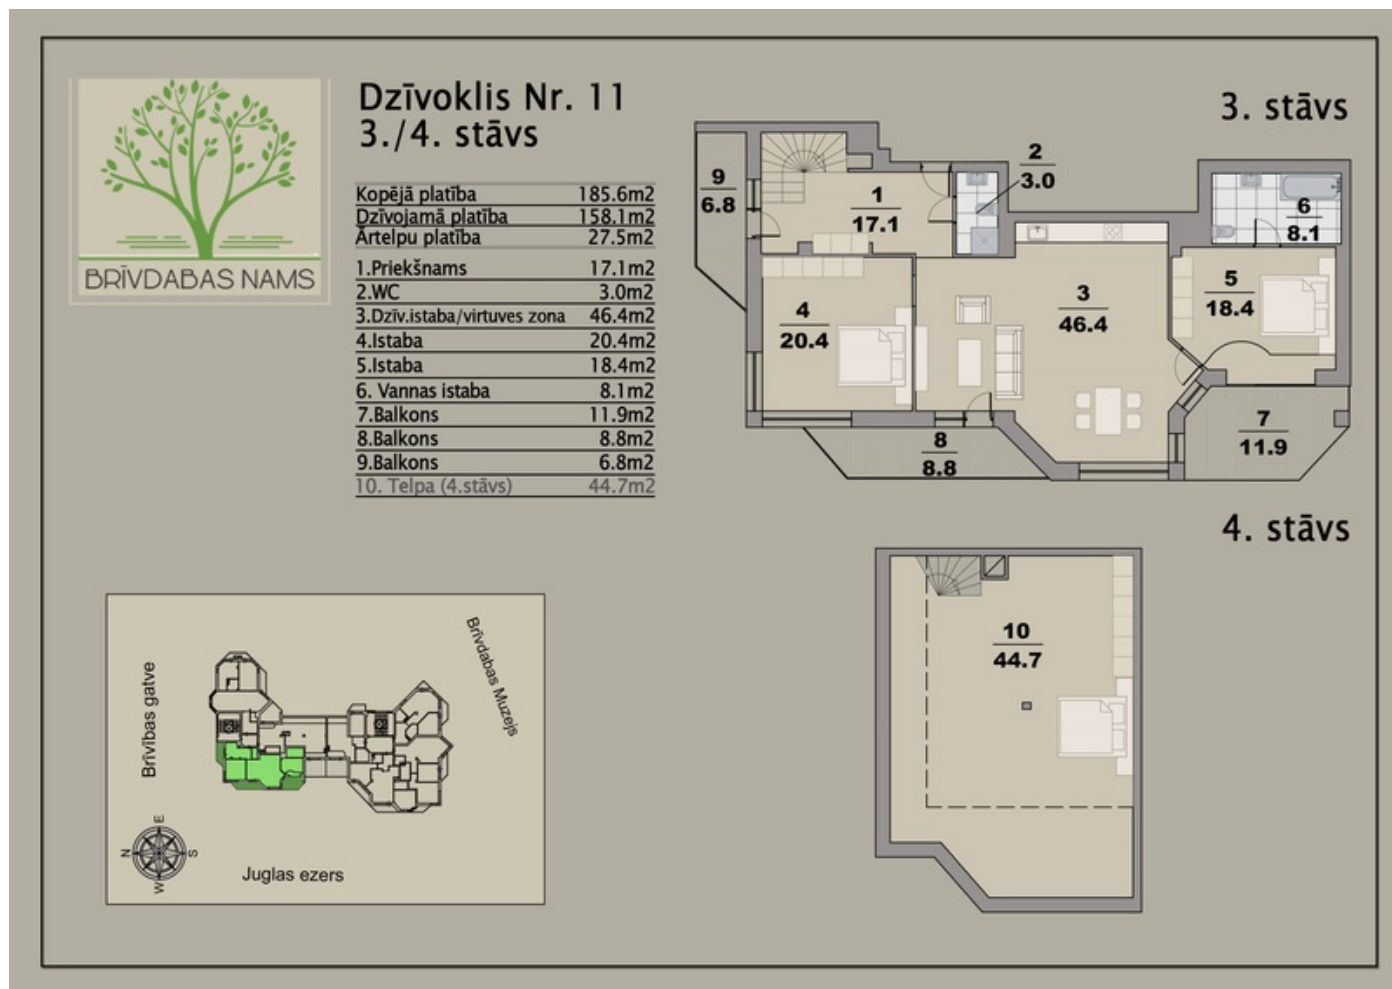 BRĪVDABAS NAMS
Dzīvoklis Nr. 11
3./4. stāvs
Kopējā platība 185.6m2
Dzīvojamā platība 158.1m2
Ārtelpu platība 27.5m2
1.Priekšnams 17.1m2
2.WC 3.0m2
3.Dzīv.istaba/virtuves zona 46.4m2
4.Istaba 20.4m2
5.Istaba 18.4m2
6. Vannas istaba 8.1m2
7.Balkons 11.9m2
8.Balkons 8.8m2
9.Balkons 6.8m2
10. Telpa (4.stāvs) 44.7m2
3. stāvs
9
6.8
1
17.1
2
3.0
6
8.1
4
20.4
3
46.4
5
18.4
8
8.8
7
11.9
4. stāvs
10
44.7
Brīvības gatve
Brīvdabas Muzejs
E
N
S
W
Juglas ezers